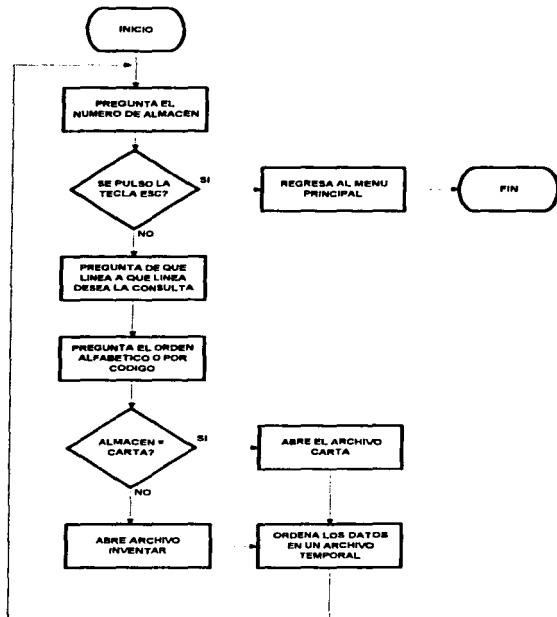 INICIO
PREGUNTA EL
NUMERO DE ALMACEN
SE PULSO LA
TECLA ESC?
SI
REGRESA AL MENU
PRINCIPAL
FIN
NO
PREGUNTA DE QUE
LINEA A QUE LINEA
DESEA LA CONSULTA
PREGUNTA EL ORDEN
ALFABETICO O POR
CODIGO
ALMACEN =
CARTA?
SI
ABRE EL ARCHIVO
CARTA
NO
ABRE ARCHIVO
INVENTAR
ORDENA LOS DATOS
EN UN ARCHIVO
TEMPORAL